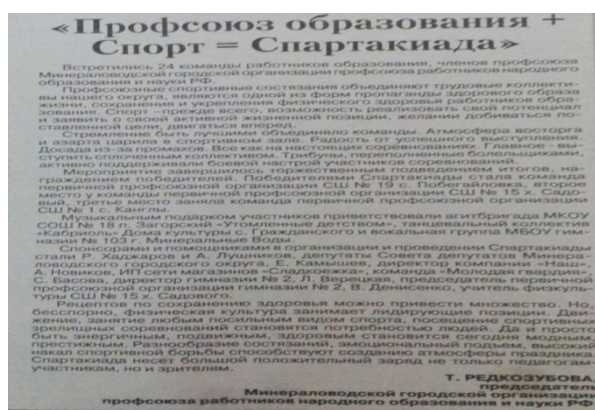 «Профсоюз образования +
Спорт = Спартакиада»
Встретились 24 команды работников образования, членов профсоюза
Минераловодской городской организации профсоюза работников народного
образования и науки РФ.
Профсоюзные спортивные состязания объединяют трудовые коллекти-
вы нашего округа, являются одной из форм пропаганды здорового образа
жизни, сохранения и укрепления физического здоровья работников обра-
зования. Спорт - прежде всего, возможность реализовать свой потенциал
и заявить о своей активной жизненной позиции, желании добиваться по-
ставленной цели, двигаться вперед.
Стремление быть лучшими объединяло команды. Атмосфера восторга
и азарта царила в спортивном зале. Радость от успешного выступления.
Досада из-за промахов. Все как на настоящих соревнованиях. Главное - вы-
ступить сплоченным коллективом. Трибуны, переполненные болельщиками,
активно поддерживали боевой настрой участников соревнований.
Мероприятие завершилось торжественным подведением итогов, на-
граждением победителей. Победителями Спартакиады стала команда
первичной профсоюзной организации СШ № 19 с. Побегайловка, второе
место у команды первичной профсоюзной организации СШ № 15 х. Садо-
вый, третье место заняла команда первичной профсоюзной организации
СШ № 1 с. Канглы.
Музыкальным подарком участников приветствовали агитбригада МКОУ
СОШ № 18 п. Загорский «Утомленные детством», танцевальный коллектив
«Кабриоль» Дома культуры с. Гражданского и вокальная группа МБОУ гим-
назии № 103 г. Минеральные Воды.
Спонсорами и помощниками в организации и проведении Спартакиады
стали Р. Хаджаров и А. Лушников, депутаты Совета депутатов Минера-
ловодского городского округа, Е. Камышев, директор компании «Наш»,
А. Новиков, ИП сети магазинов «Сладкоежка», команда «Молодая гвардия»,
С. Басова, директор гимназии № 2, Л. Верецкая, председатель первичной
профсоюзной организации гимназии № 2, В. Денисенко, учитель физкуль-
туры СШ № 15 х. Садового.
Рецептов по сохранению здоровья можно привести множество. Но,
бесспорно, физическая культура занимает лидирующие позиции. Дви-
жение, занятие любым посильным видом спорта, посещение спортивных
зрелищных соревнований становятся потребностью людей. Да и просто
быть энергичным, подвижным, здоровым становится сегодня модным,
престижным. Разнообразие состязаний, эмоциональный подъем, высокий
накал спортивной борьбы способствуют созданию атмосферы праздника.
Спартакиада несет большой положительный заряд не только педагогам-
участникам, но и зрителям.
Т. РЕДКОЗУБОВА,
председатель
Минераловодской городской организации
профсоюза работников народного образования и науки РФ